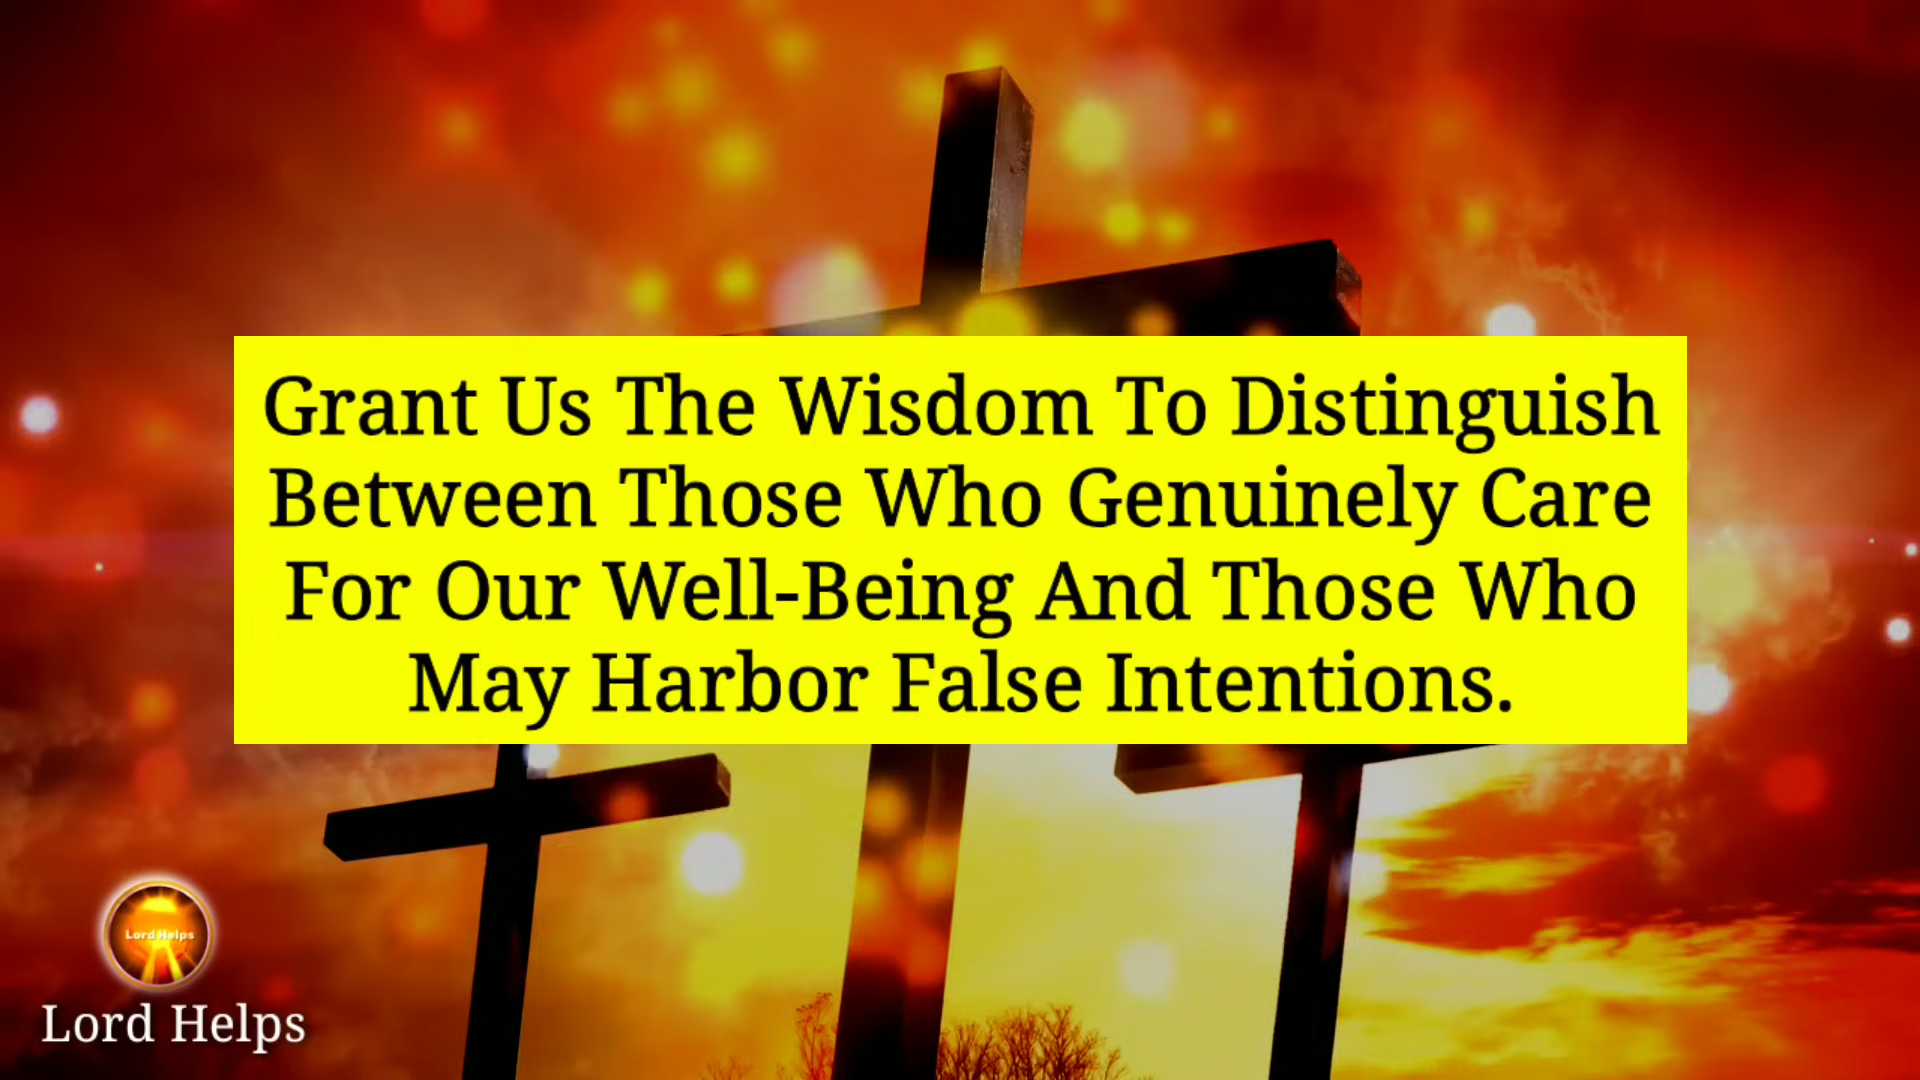 Grant Us The Wisdom To Distinguish
Between Those Who Genuinely Care
For Our Well-Being And Those Who
May Harbor False Intentions.
Lord Helps
Lord Helps